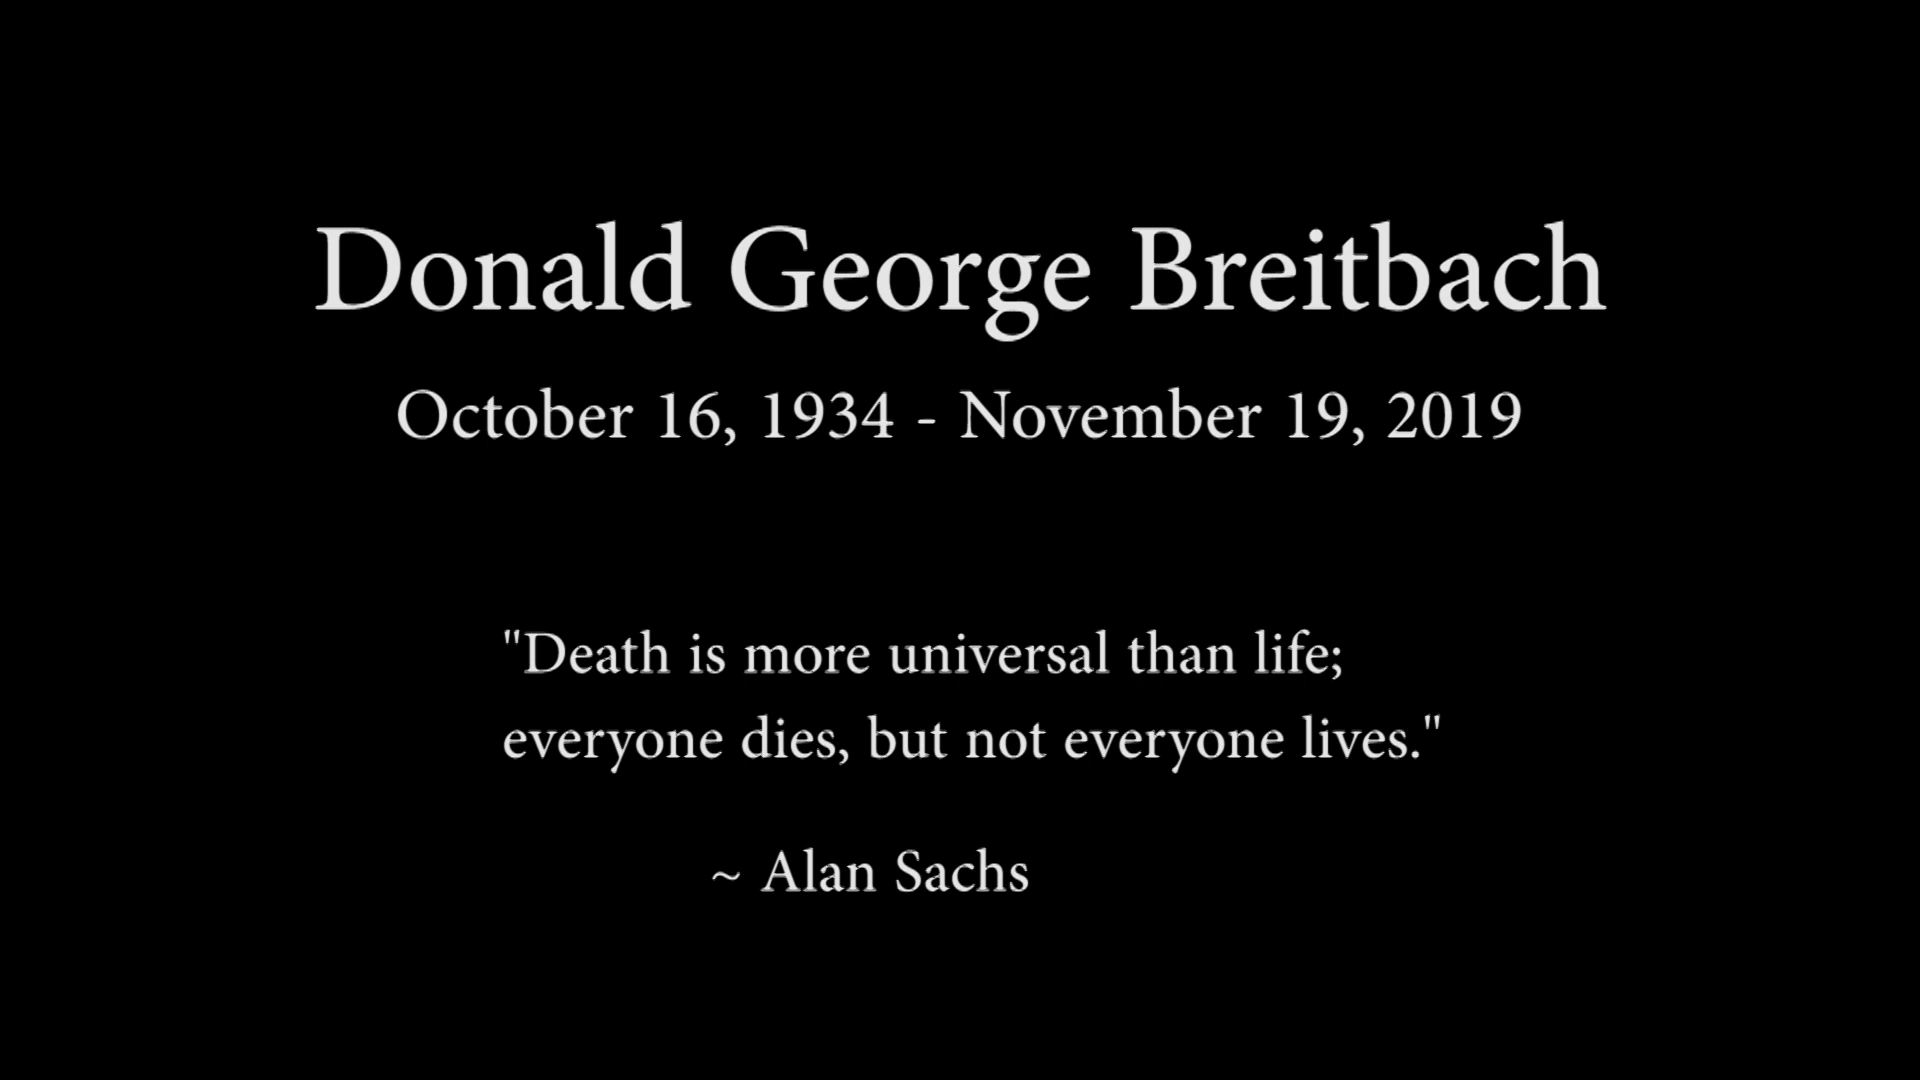 Donald George Breitbach
October 16, 1934 - November 19, 2019
"Death is more universal than life;
everyone dies, but not everyone lives."
~ Alan Sachs